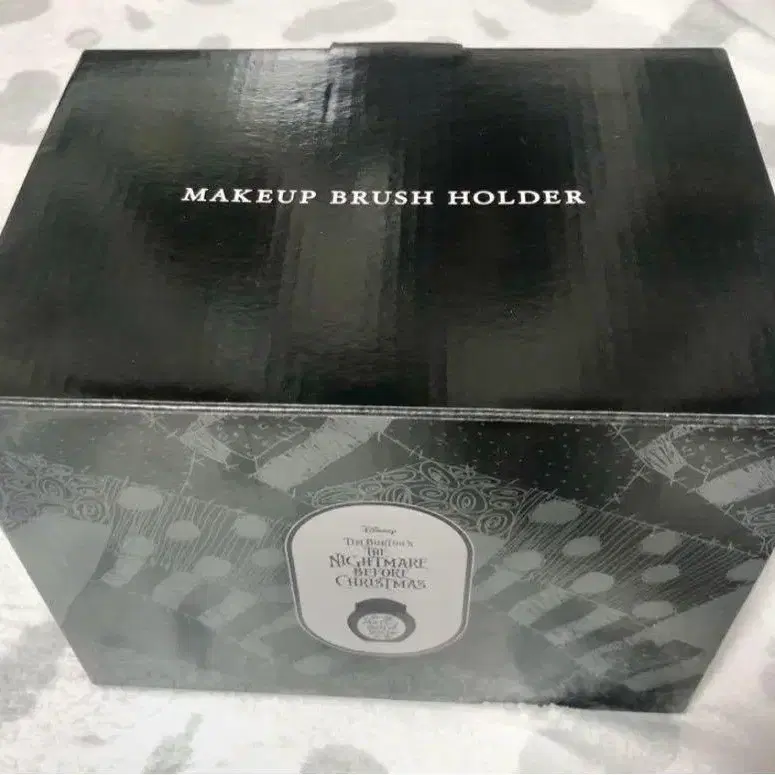 MAKEUP BRUSH HOLDER
Disney
TIM BURTON'S
THE
NIGHTMARE
BEFORE
CHRISTMAS